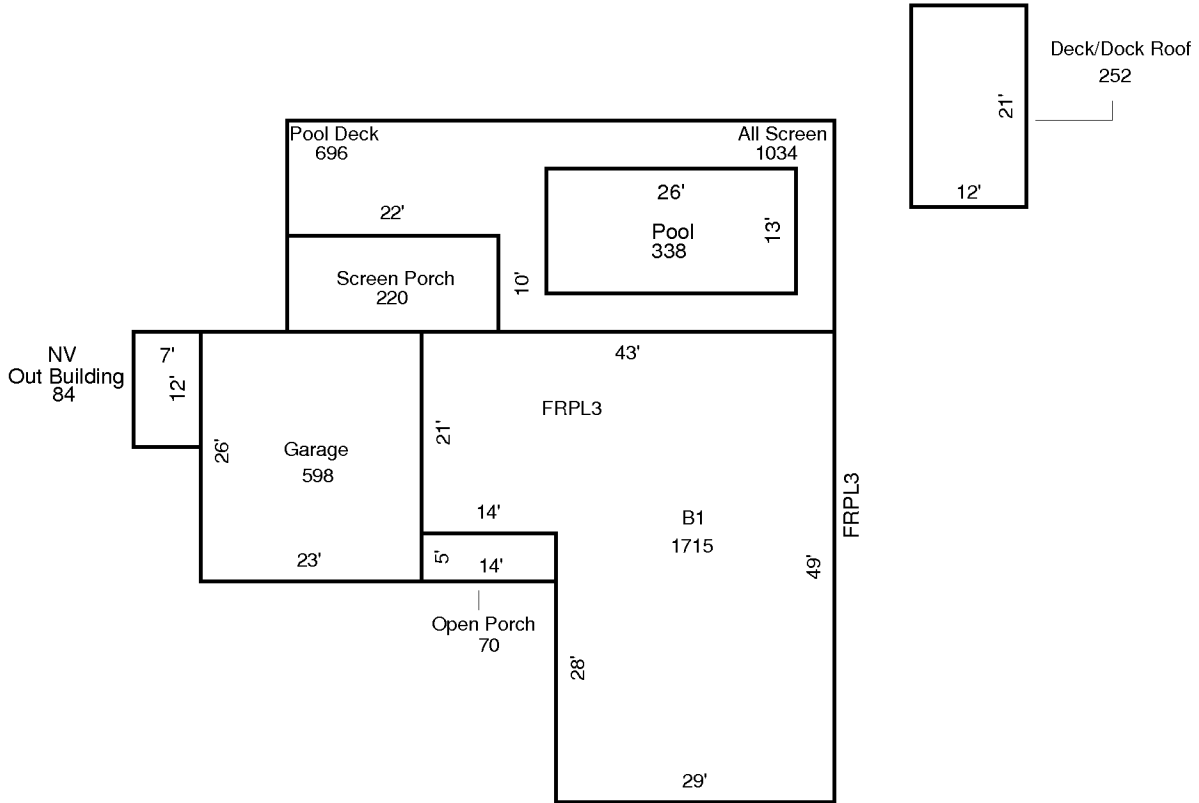 Deck/Dock Roof
252
21'
12'
Pool Deck
696
All Screen
1034
26'
13'
Pool
338
22'
10'
Screen Porch
220
NV
Out Building
84
7'
12'
26'
Garage
598
23'
43'
FRPL3
21'
14'
B1
1715
FRPL3
49'
5'
14'
Open Porch
70
28'
29'